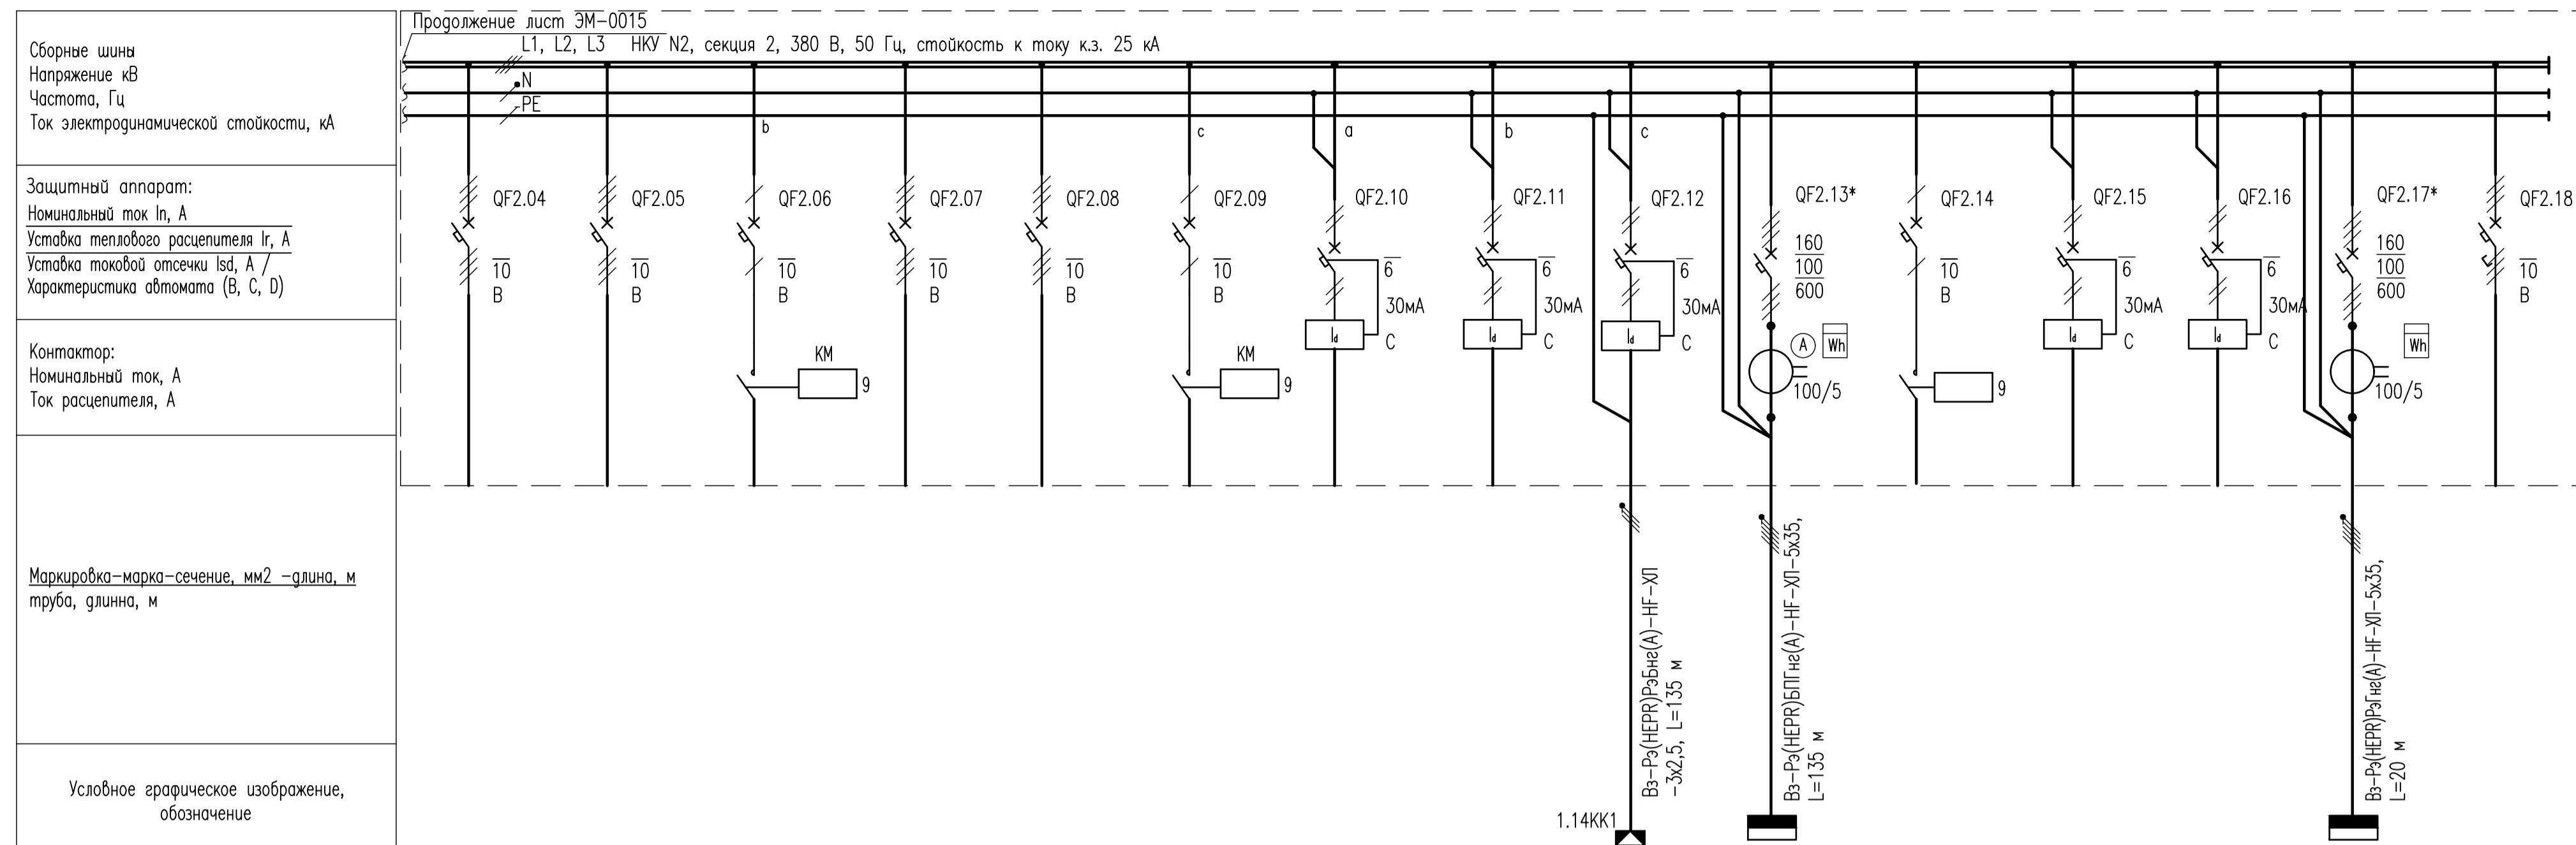 Сборные шины
Напряжение кВ
Частота, Гц
Ток электродинамической стойкости, кА
Защитный аппарат:
Номинальный ток In, А
Уставка теплового расцепителя Ir, А
Уставка токовой отсечки Isd, А /
Характеристика автомата (B, C, D)
Контактор:
Номинальный ток, А
Ток расцепителя, А
Маркировка-марка-сечение, мм2 -длина, м
труба, длинна, м
Условное графическое изображение,
обозначение
Продолжение лист ЭМ-0015
L1, L2, L3 НКУ N2, секция 2, 380 В, 50 Гц, стойкость к току к.з. 25 кА
N
PE
b
c
a
b
c
QF2.04
10
B
QF2.05
10
B
QF2.06
10
B
KM
9
QF2.07
10
B
QF2.08
10
B
QF2.09
10
B
KM
9
QF2.10
6
30мА
Id
C
QF2.11
6
30мА
Id
C
QF2.12
6
30мА
Id
C
QF2.13*
160
100
600
A
Wh
100/5
QF2.14
10
B
9
QF2.15
6
30мА
Id
C
QF2.16
6
30мА
Id
C
QF2.17*
160
100
600
Wh
100/5
QF2.18
10
B
Вз-Рэ(HEPR)РэБнг(А)-HF-ХЛ
-3х2,5, L=135 м
1.14КК1
Вз-Рэ(HEPR)БПГнг(А)-HF-ХЛ-5х35,
L=135 м
Вз-Рэ(HEPR)РэГнг(А)-HF-ХЛ-5х35,
L=20 м